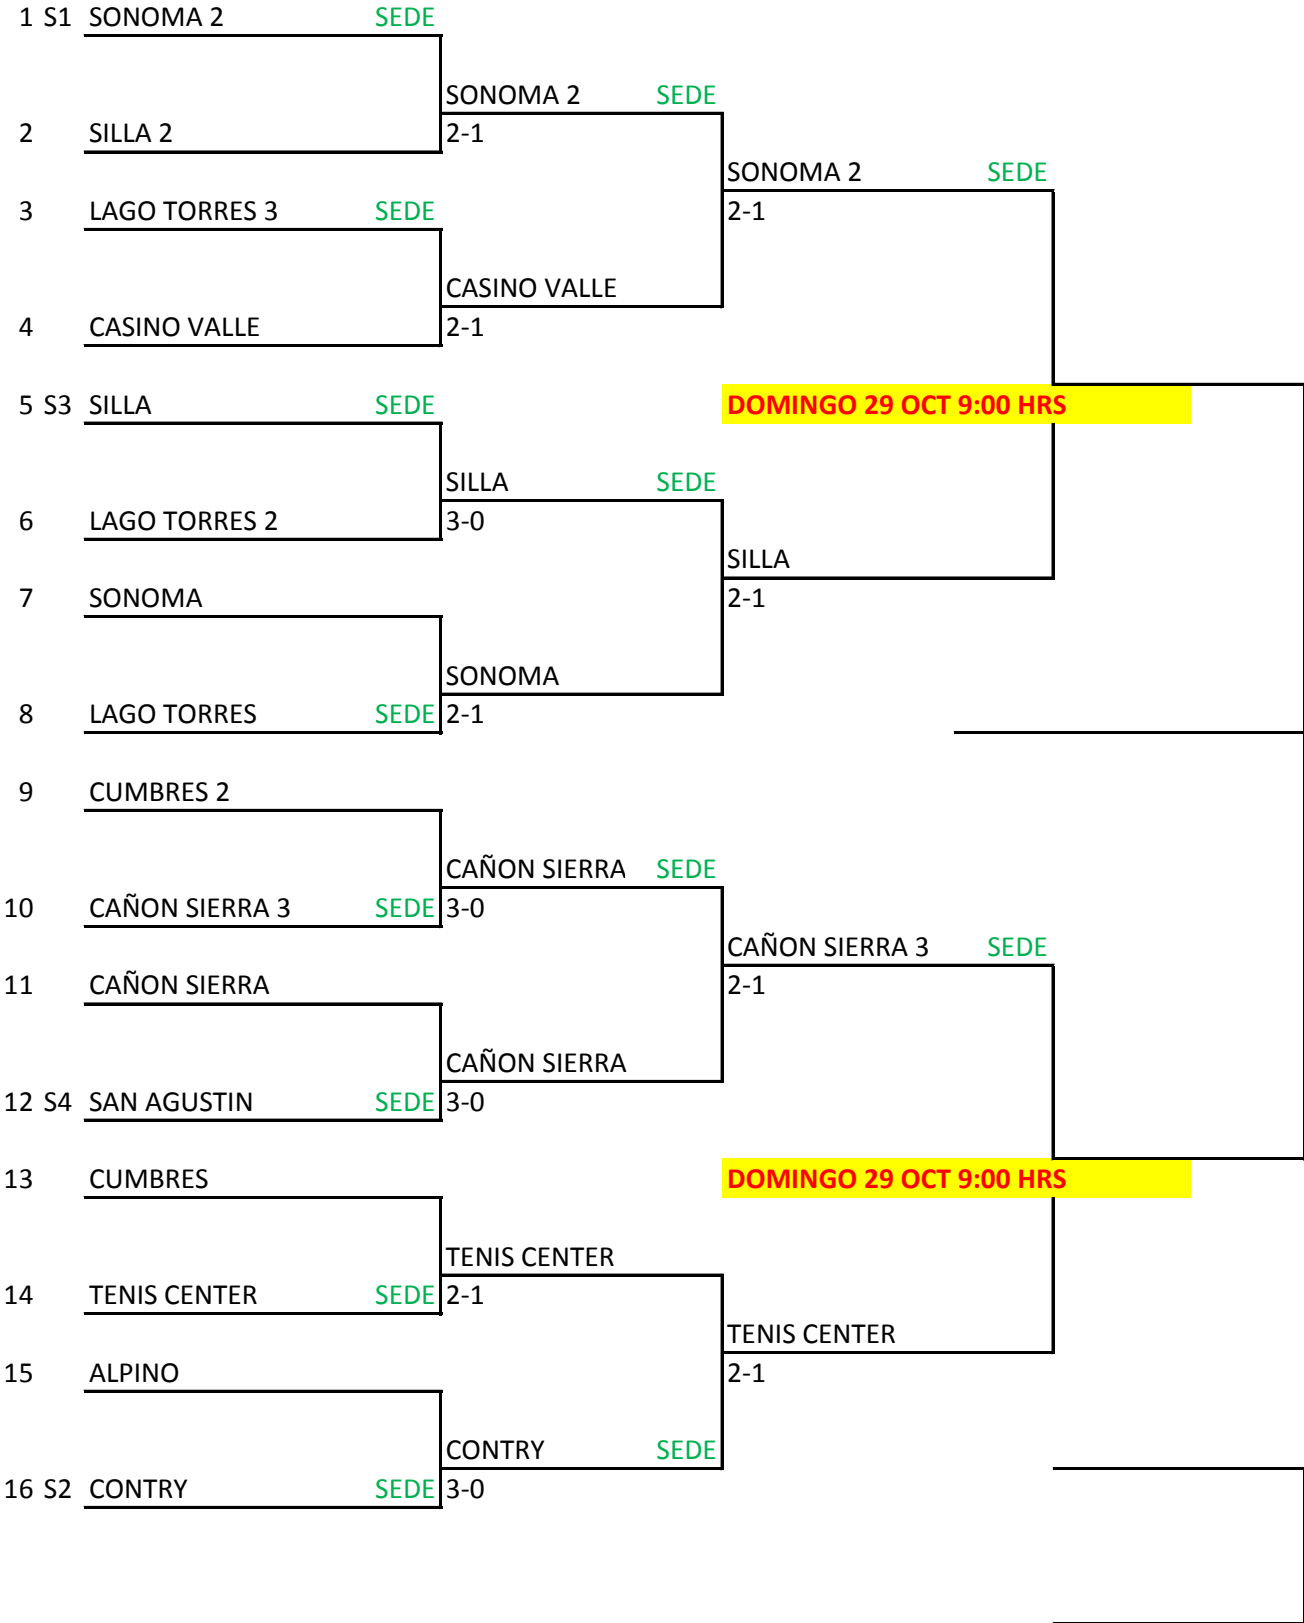 1 S1 SONOMA 2 SEDE
SONOMA 2 SEDE
2 SILLA 2 2-1
SONOMA 2 SEDE
3 LAGO TORRES 3 SEDE 2-1
CASINO VALLE
4 CASINO VALLE 2-1
5 S3 SILLA SEDE DOMINGO 29 OCT 9:00 HRS
SILLA SEDE
6 LAGO TORRES 2 3-0
SILLA
7 SONOMA 2-1
SONOMA
8 LAGO TORRES SEDE 2-1
9 CUMBRES 2
CAÑON SIERRA SEDE
10 CAÑON SIERRA 3 SEDE 3-0
CAÑON SIERRA 3 SEDE
11 CAÑON SIERRA 2-1
CAÑON SIERRA
12 S4 SAN AGUSTIN SEDE 3-0
13 CUMBRES DOMINGO 29 OCT 9:00 HRS
TENIS CENTER
14 TENIS CENTER SEDE 2-1
TENIS CENTER
15 ALPINO 2-1
CONTRY SEDE
16 S2 CONTRY SEDE 3-0